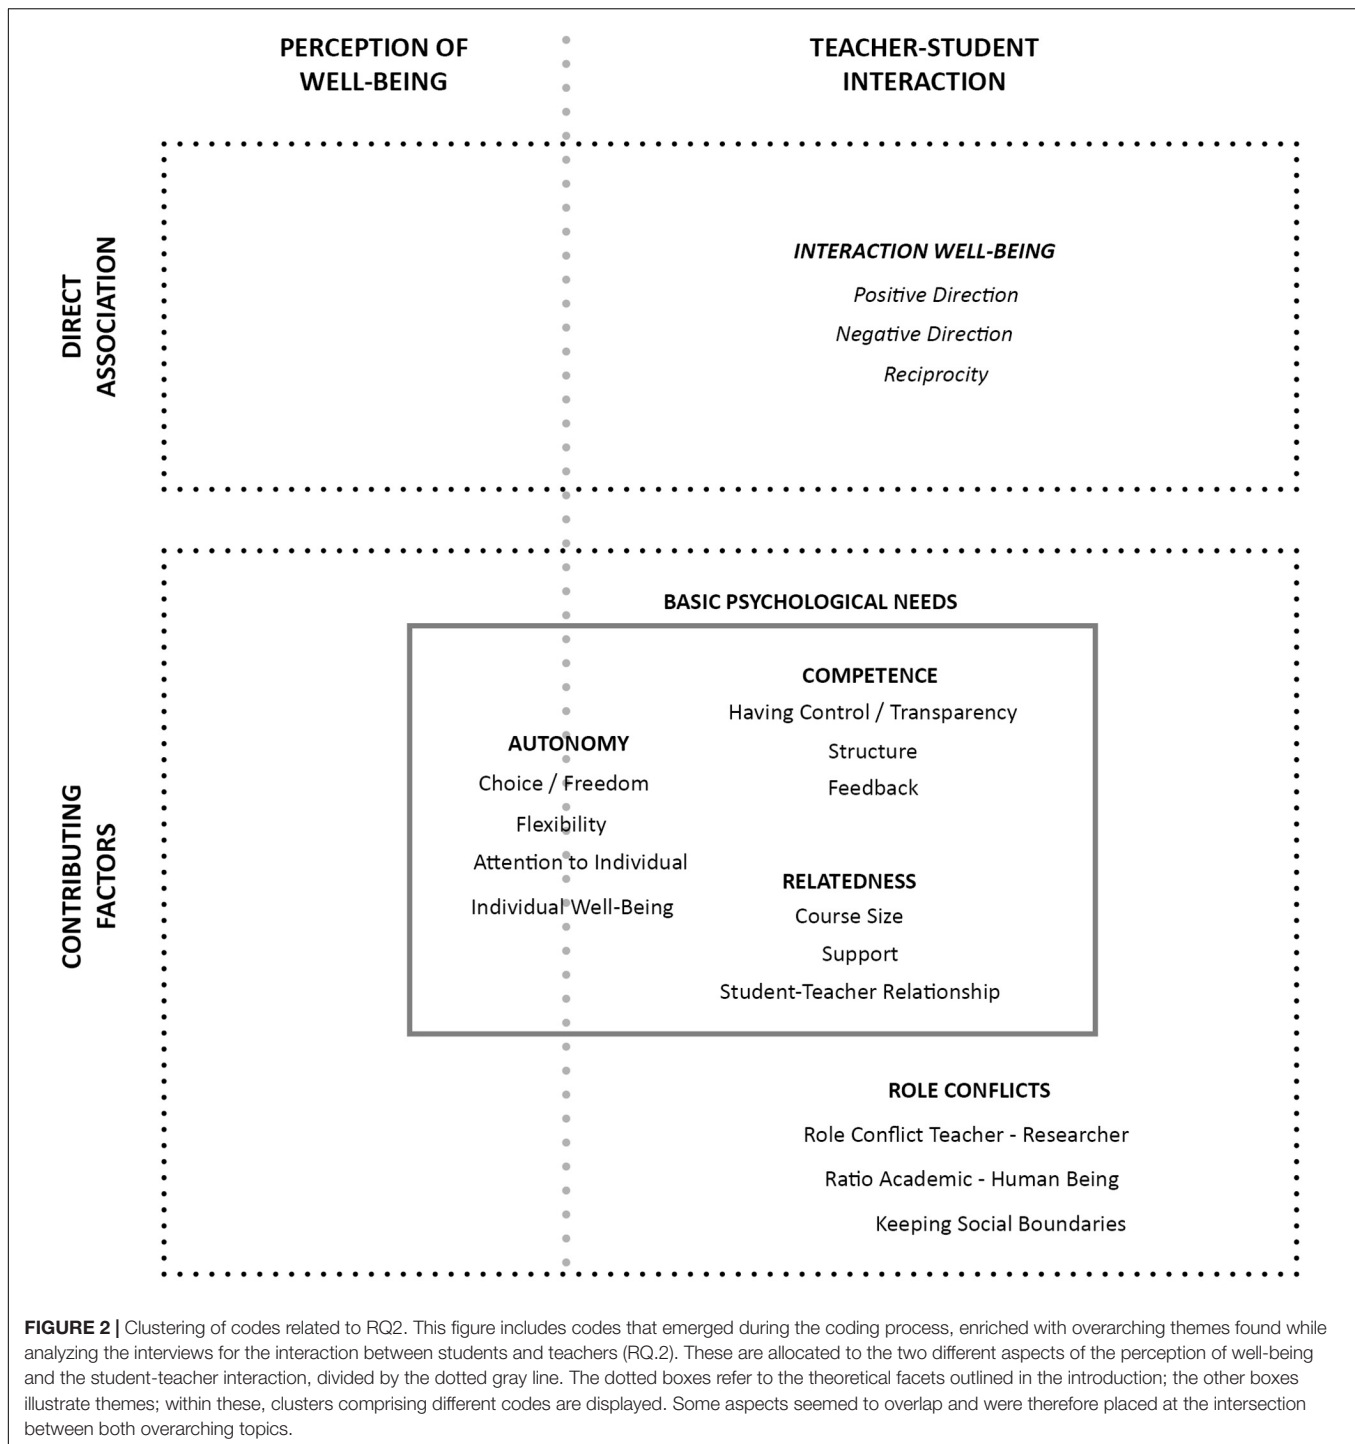 PERCEPTION OF
WELL-BEING
TEACHER-STUDENT
INTERACTION
DIRECT
ASSOCIATION
INTERACTION WELL-BEING
Positive Direction
Negative Direction
Reciprocity
CONTRIBUTING
FACTORS
BASIC PSYCHOLOGICAL NEEDS
AUTONOMY
Choice / Freedom
Flexibility
Attention to Individual
Individual Well-Being
COMPETENCE
Having Control / Transparency
Structure
Feedback
RELATEDNESS
Course Size
Support
Student-Teacher Relationship
ROLE CONFLICTS
Role Conflict Teacher - Researcher
Ratio Academic - Human Being
Keeping Social Boundaries
FIGURE 2 | Clustering of codes related to RQ2. This figure includes codes that emerged during the coding process, enriched with overarching themes found while
analyzing the interviews for the interaction between students and teachers (RQ.2). These are allocated to the two different aspects of the perception of well-being
and the student-teacher interaction, divided by the dotted gray line. The dotted boxes refer to the theoretical facets outlined in the introduction; the other boxes
illustrate themes; within these, clusters comprising different codes are displayed. Some aspects seemed to overlap and were therefore placed at the intersection
between both overarching topics.